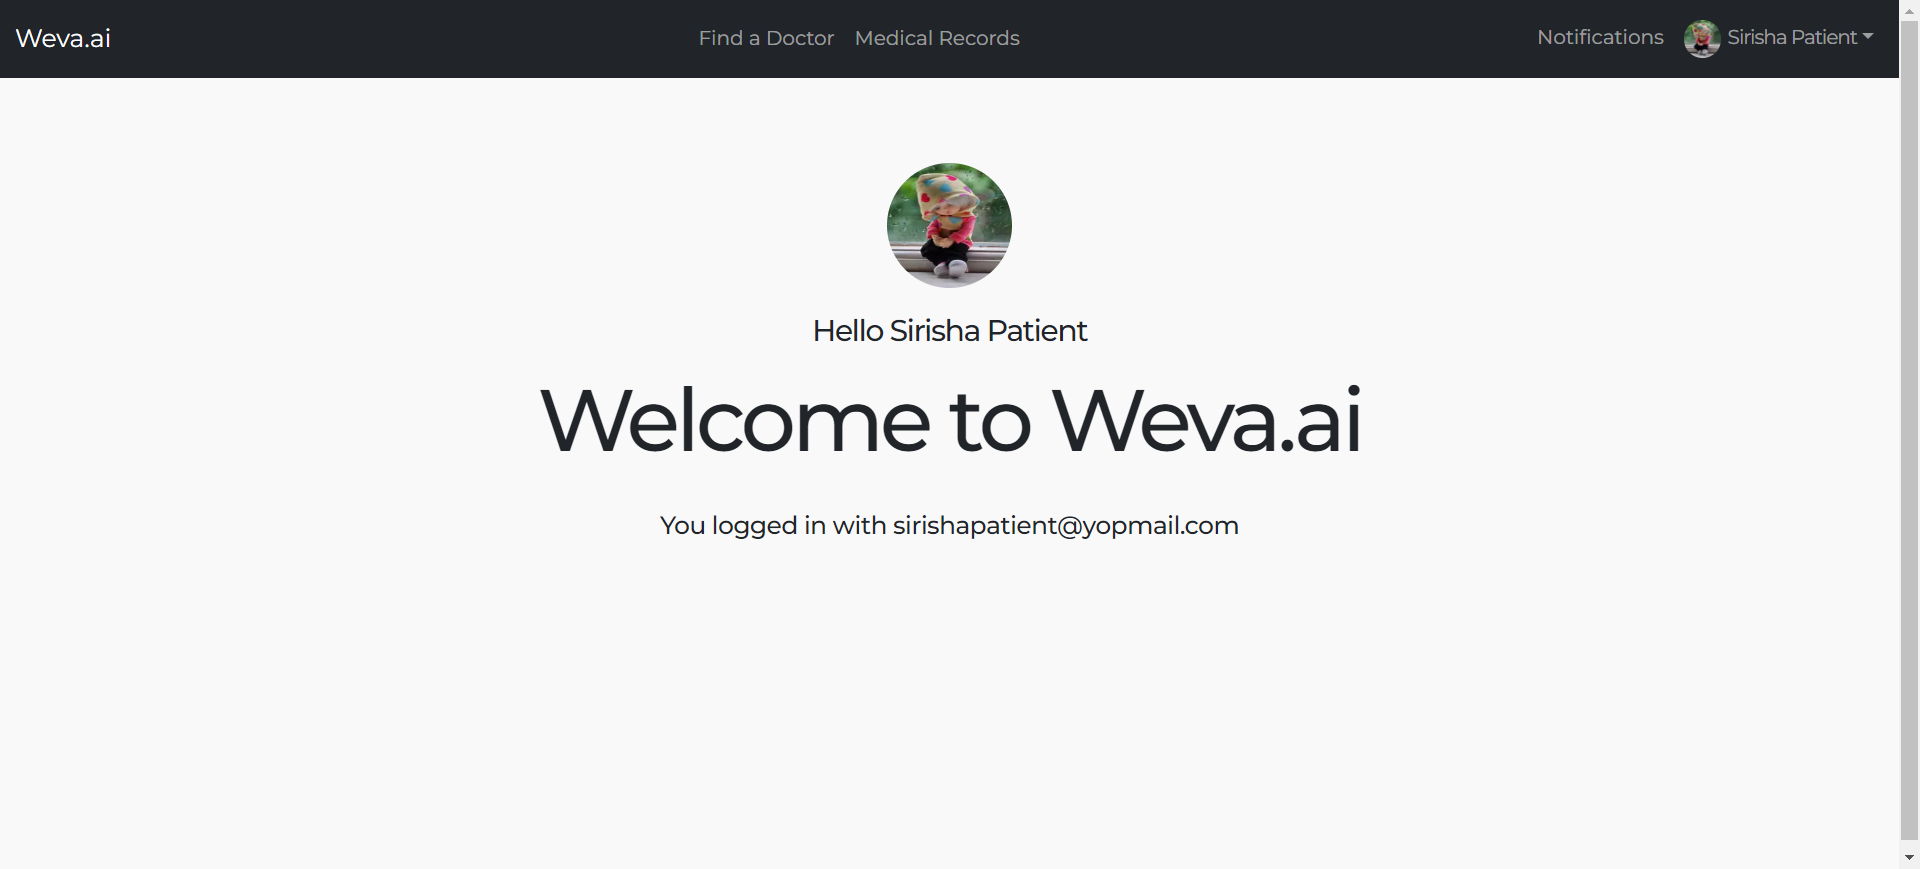 Weva.ai
Find a Doctor
Medical Records
Notifications
Sirisha Patient
Hello Sirisha Patient
Welcome to Weva.ai
You logged in with sirishapatient@yopmail.com